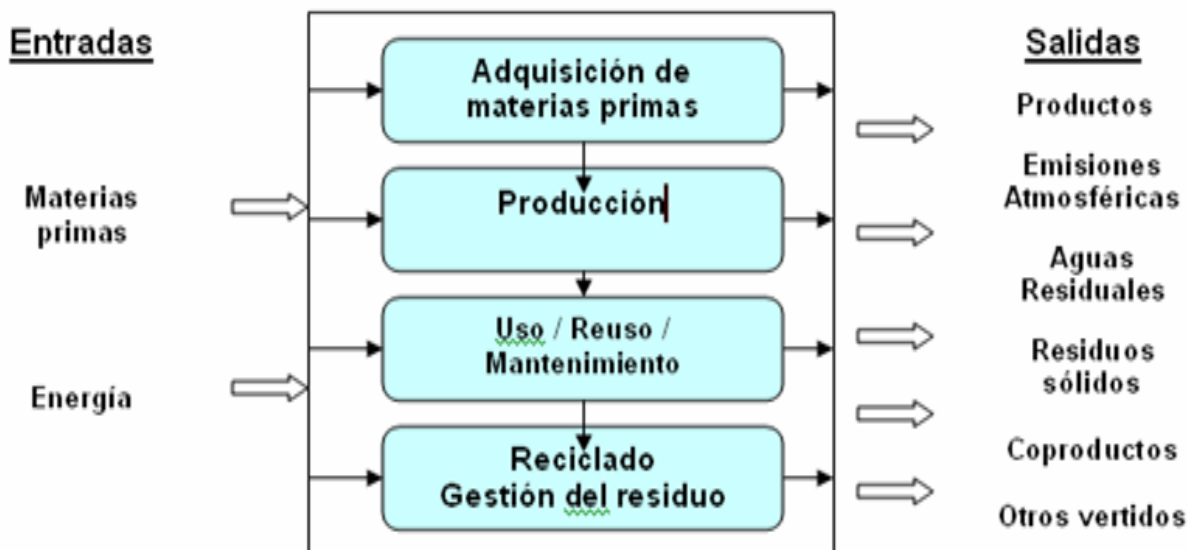 Entradas
Materias
primas
Energía
Adquisición de
materias primas
Producción
Uso / Reuso /
Mantenimiento
Reciclado
Gestión del residuo
Salidas
Productos
Emisiones
Atmosféricas
Aguas
Residuales
Residuos
sólidos
Coproductos
Otros vertidos